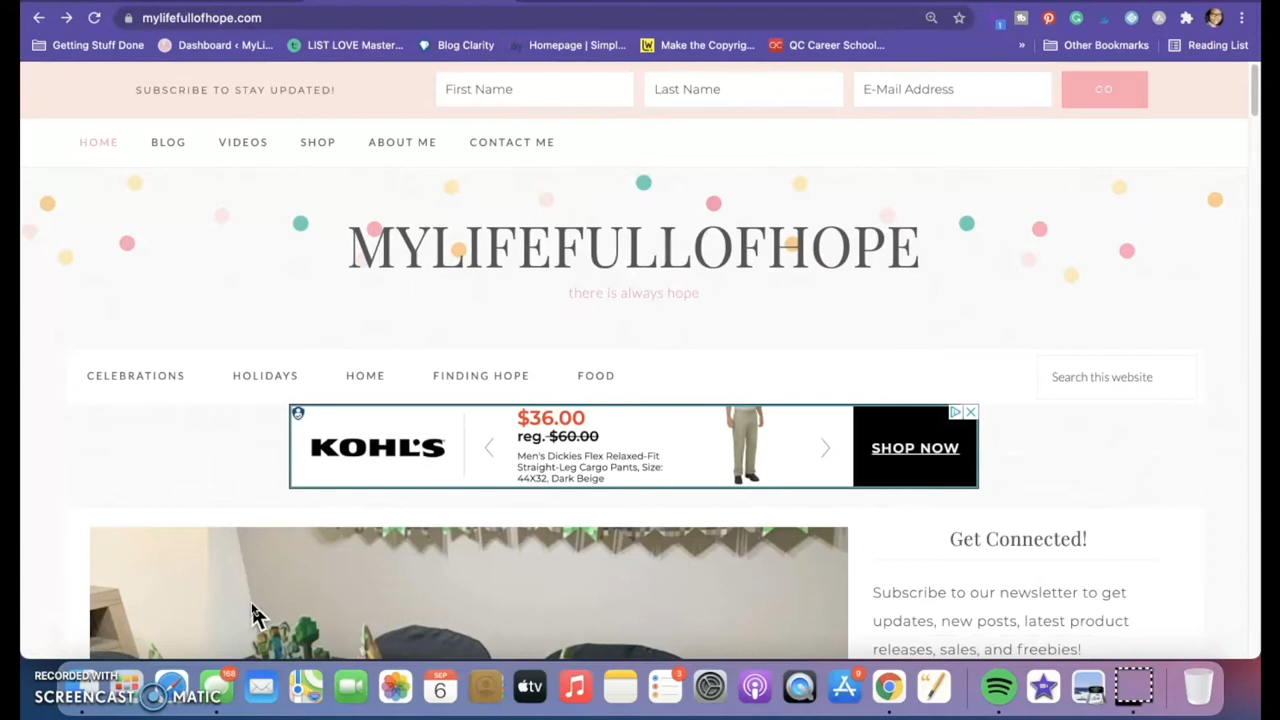 mylifefullofhope.com
Getting Stuff Done Dashboard ‹ MyLi... LIST LOVE Master... Blog Clarity Homepage | Simpl... Make the Copyrig... QC Career School... » Other Bookmarks Reading List
SUBSCRIBE TO STAY UPDATED! First Name Last Name E-Mail Address GO
HOME BLOG VIDEOS SHOP ABOUT ME CONTACT ME
MYLIFEFULLOFHOPE
there is always hope
CELEBRATIONS HOLIDAYS HOME FINDING HOPE FOOD Search this website
KOHL'S
$36.00
reg. $60.00
Men's Dickies Flex Relaxed-Fit
Straight-Leg Cargo Pants, Size:
44X32, Dark Beige
SHOP NOW
Get Connected!
Subscribe to our newsletter to get
updates, new posts, latest product
releases, sales, and freebies!
RECORDED WITH
SCREENCAST MATIC
168
SEP
6
tv
3
9